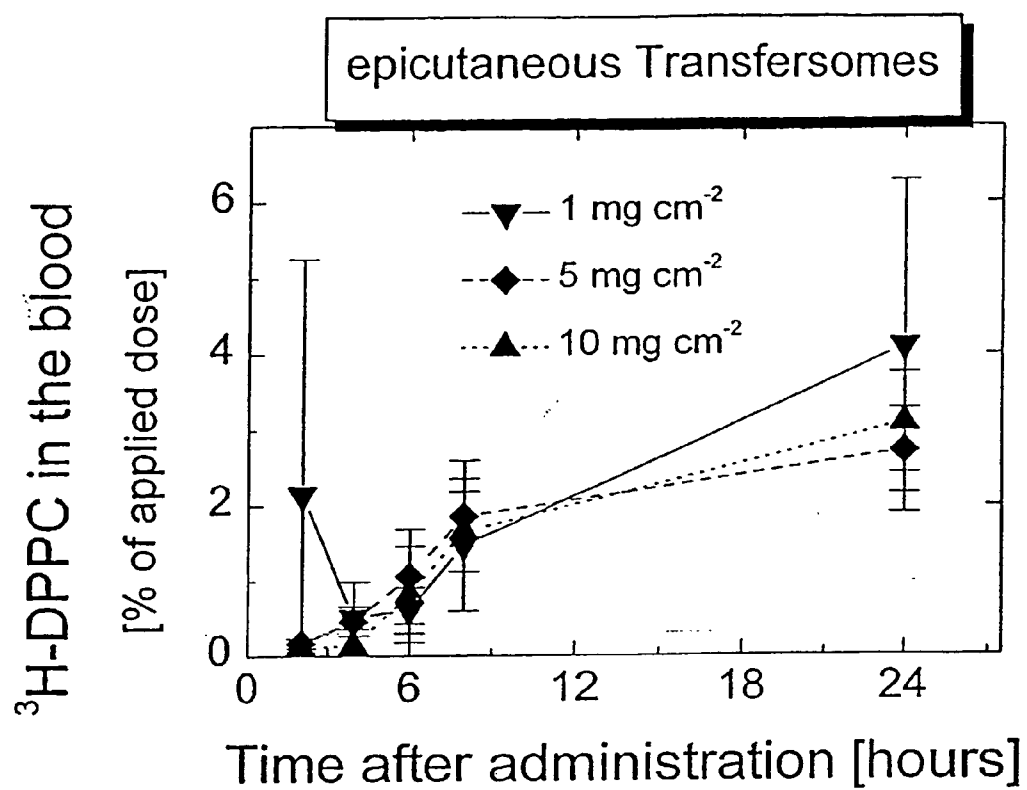 epicutaneous Transfersomes
³H-DPPC in the blood
[% of applied dose]
6
4
2
0
1 mg cm⁻²
5 mg cm⁻²
10 mg cm⁻²
0 6 12 18 24
Time after administration [hours]